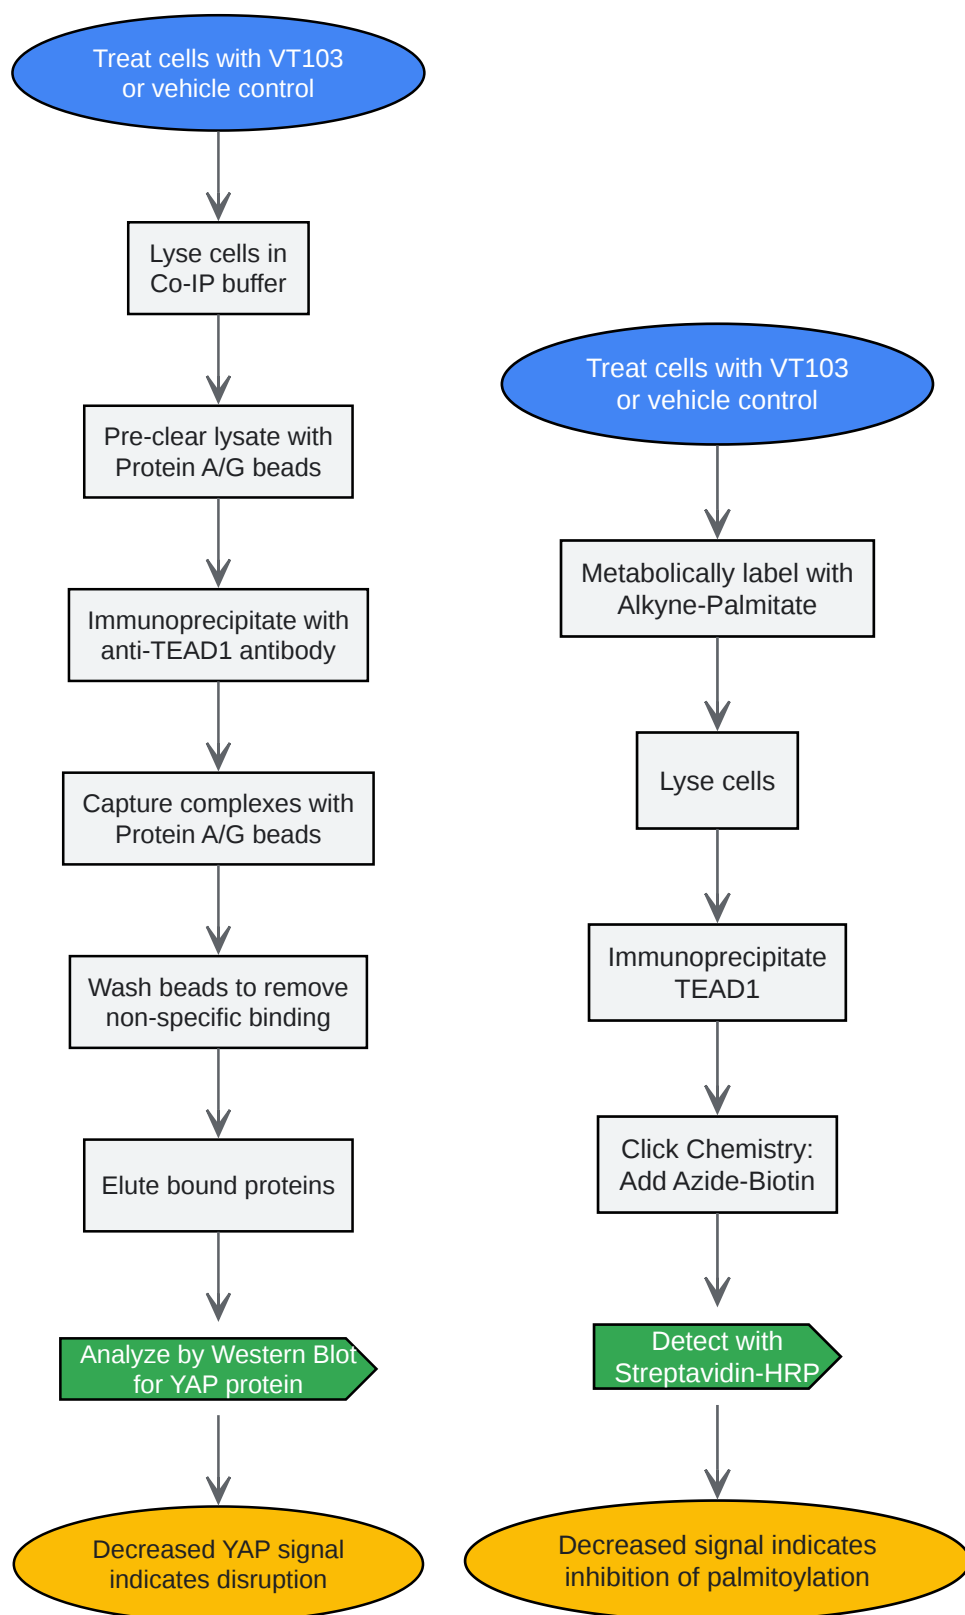 Treat cells with VT103
or vehicle control
Lyse cells in
Co-IP buffer
Pre-clear lysate with
Protein A/G beads
Immunoprecipitate with
anti-TEAD1 antibody
Capture complexes with
Protein A/G beads
Wash beads to remove
non-specific binding
Elute bound proteins
Analyze by Western Blot
for YAP protein
Decreased YAP signal
indicates disruption
Treat cells with VT103
or vehicle control
Metabolically label with
Alkyne-Palmitate
Lyse cells
Immunoprecipitate
TEAD1
Click Chemistry:
Add Azide-Biotin
Detect with
Streptavidin-HRP
Decreased signal indicates
inhibition of palmitoylation